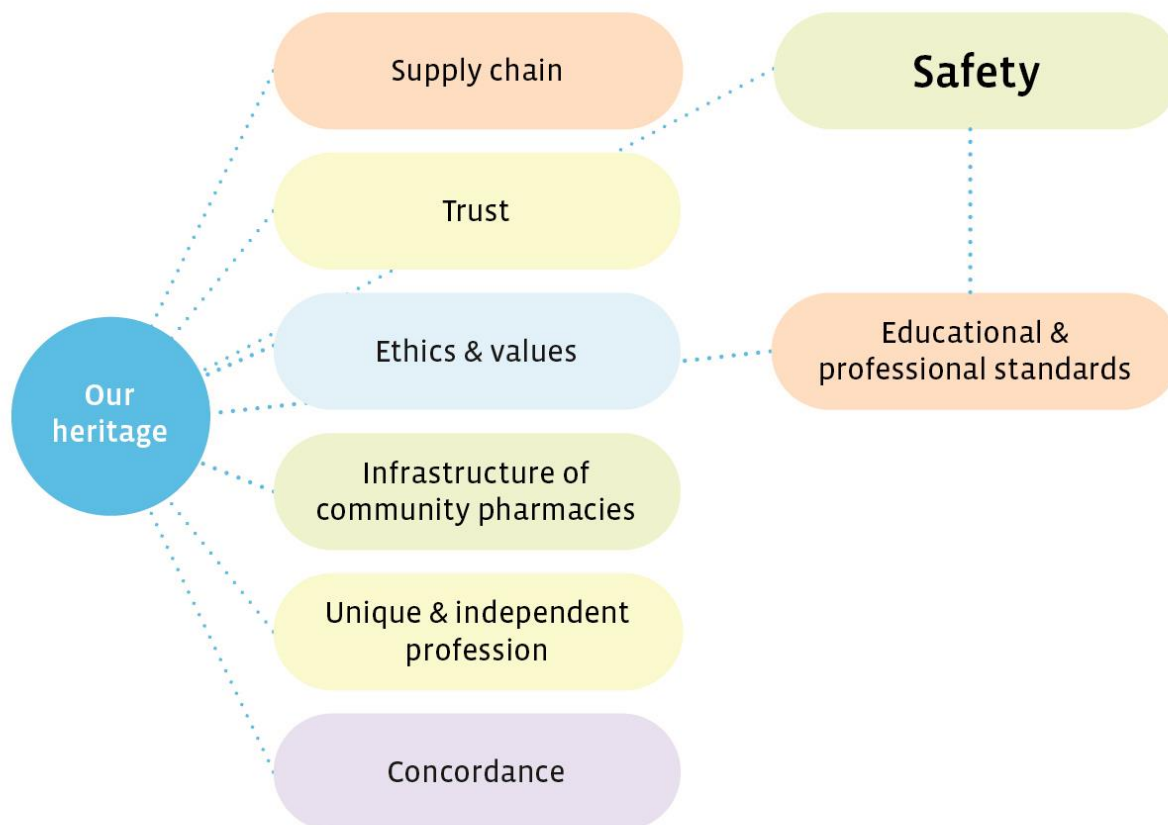 Supply chain
Safety
Trust
Ethics & values
Educational &
professional standards
Our
heritage
Infrastructure of
community pharmacies
Unique & independent
profession
Concordance